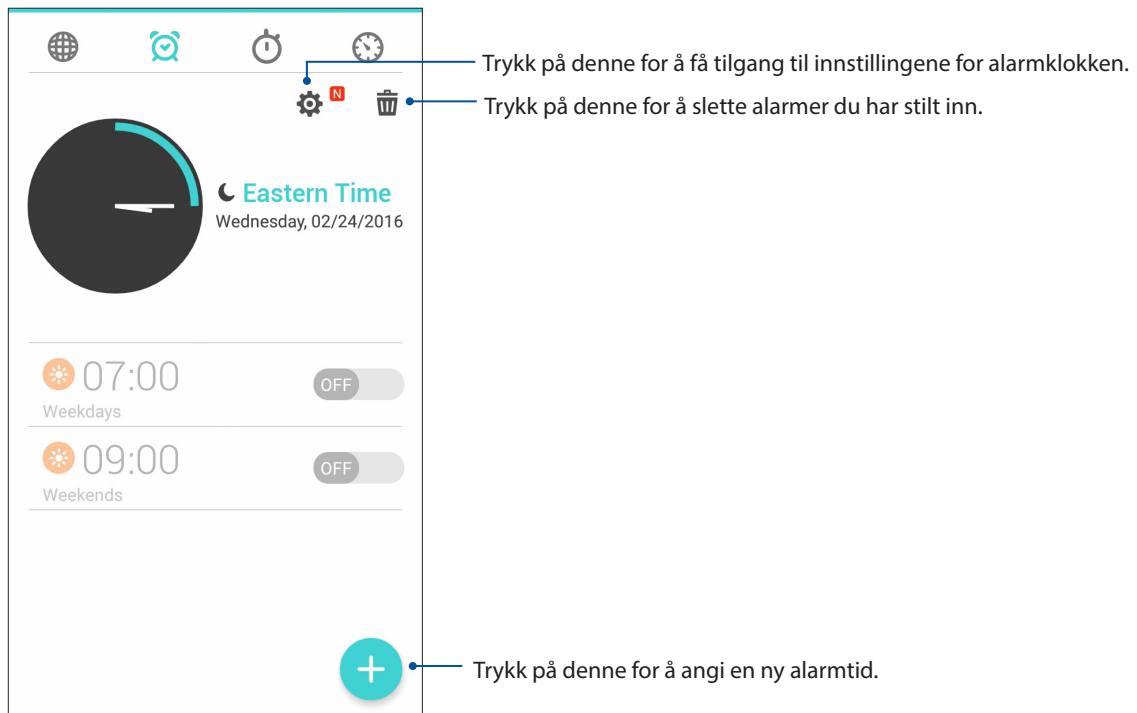 Trykk på denne for å få tilgang til innstillingene for alarmklokken.
N
Trykk på denne for å slette alarmer du har stilt inn.
Eastern Time
Wednesday, 02/24/2016
07:00
OFF
Weekdays
09:00
OFF
Weekends
Trykk på denne for å angi en ny alarmtid.